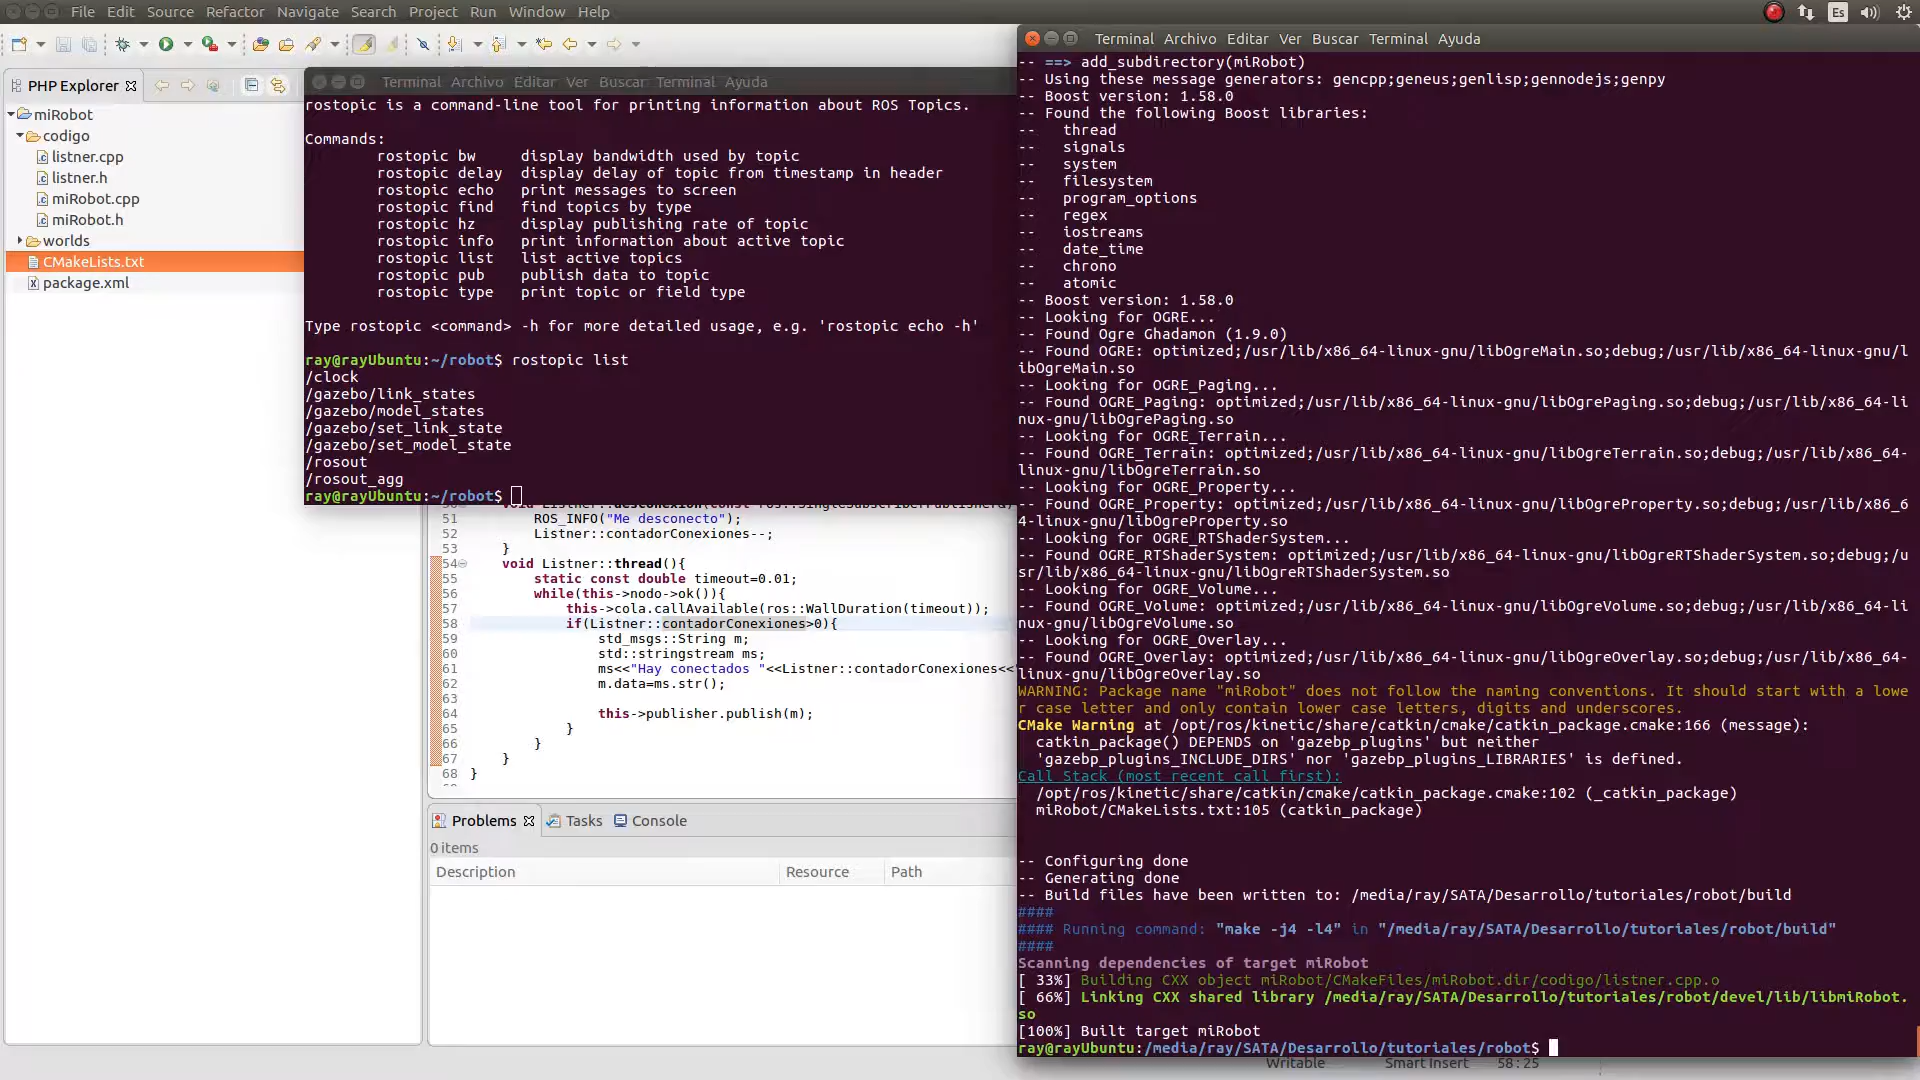 File Edit Source Refactor Navigate Search Project Run Window Help
Es
PHP Explorer
miRobot
codigo
listner.cpp
listner.h
miRobot.cpp
miRobot.h
worlds
CMakeLists.txt
package.xml
Terminal Archivo Editar Ver Buscar Terminal Ayuda
rostopic is a command-line tool for printing information about ROS Topics.
Commands:
rostopic bw display bandwidth used by topic
rostopic delay display delay of topic from timestamp in header
rostopic echo print messages to screen
rostopic find find topics by type
rostopic hz display publishing rate of topic
rostopic info print information about active topic
rostopic list list active topics
rostopic pub publish data to topic
rostopic type print topic or field type
Type rostopic <command> -h for more detailed usage, e.g. 'rostopic echo -h'
ray@rayUbuntu:~/robot$ rostopic list
/clock
/gazebo/link_states
/gazebo/model_states
/gazebo/set_link_state
/gazebo/set_model_state
/rosout
/rosout_agg
ray@rayUbuntu:~/robot$
51 ROS_INFO("Me desconecto");
52 Listner::contadorConexiones--;
53 }
54 void Listner::thread(){
55 static const double timeout=0.01;
56 while(this->nodo->ok()){
57 this->cola.callAvailable(ros::WallDuration(timeout));
58 if(Listner::contadorConexiones>0){
59 std_msgs::String m;
60 std::stringstream ms;
61 ms<<"Hay conectados "<<Listner::contadorConexiones<<
62 m.data=ms.str();
63
64 this->publisher.publish(m);
65 }
66 }
67 }
68 }
Problems Tasks Console
0 items
Description Resource Path
Terminal Archivo Editar Ver Buscar Terminal Ayuda
-- ==> add_subdirectory(miRobot)
-- Using these message generators: gencpp;geneus;genlisp;gennodejs;genpy
-- Boost version: 1.58.0
-- Found the following Boost libraries:
-- thread
-- signals
-- system
-- filesystem
-- program_options
-- regex
-- iostreams
-- date_time
-- chrono
-- atomic
-- Boost version: 1.58.0
-- Looking for OGRE...
-- Found Ogre Ghadamon (1.9.0)
-- Found OGRE: optimized;/usr/lib/x86_64-linux-gnu/libOgreMain.so;debug;/usr/lib/x86_64-linux-gnu/l
ibOgreMain.so
-- Looking for OGRE_Paging...
-- Found OGRE_Paging: optimized;/usr/lib/x86_64-linux-gnu/libOgrePaging.so;debug;/usr/lib/x86_64-li
nux-gnu/libOgrePaging.so
-- Looking for OGRE_Terrain...
-- Found OGRE_Terrain: optimized;/usr/lib/x86_64-linux-gnu/libOgreTerrain.so;debug;/usr/lib/x86_64-
linux-gnu/libOgreTerrain.so
-- Looking for OGRE_Property...
-- Found OGRE_Property: optimized;/usr/lib/x86_64-linux-gnu/libOgreProperty.so;debug;/usr/lib/x86_6
4-linux-gnu/libOgreProperty.so
-- Looking for OGRE_RTShaderSystem...
-- Found OGRE_RTShaderSystem: optimized;/usr/lib/x86_64-linux-gnu/libOgreRTShaderSystem.so;debug;/u
sr/lib/x86_64-linux-gnu/libOgreRTShaderSystem.so
-- Looking for OGRE_Volume...
-- Found OGRE_Volume: optimized;/usr/lib/x86_64-linux-gnu/libOgreVolume.so;debug;/usr/lib/x86_64-li
nux-gnu/libOgreVolume.so
-- Looking for OGRE_Overlay...
-- Found OGRE_Overlay: optimized;/usr/lib/x86_64-linux-gnu/libOgreOverlay.so;debug;/usr/lib/x86_64-
linux-gnu/libOgreOverlay.so
WARNING: Package name "miRobot" does not follow the naming conventions. It should start with a lowe
r case letter and only contain lower case letters, digits and underscores.
CMake Warning at /opt/ros/kinetic/share/catkin/cmake/catkin_package.cmake:166 (message):
catkin_package() DEPENDS on 'gazebp_plugins' but neither
'gazebp_plugins_INCLUDE_DIRS' nor 'gazebp_plugins_LIBRARIES' is defined.
Call Stack (most recent call first):
/opt/ros/kinetic/share/catkin/cmake/catkin_package.cmake:102 (_catkin_package)
miRobot/CMakeLists.txt:105 (catkin_package)
-- Configuring done
-- Generating done
-- Build files have been written to: /media/ray/SATA/Desarrollo/tutoriales/robot/build
####
#### Running command: "make -j4 -l4" in "/media/ray/SATA/Desarrollo/tutoriales/robot/build"
####
Scanning dependencies of target miRobot
[ 33%] Building CXX object miRobot/CMakeFiles/miRobot.dir/codigo/listner.cpp.o
[ 66%] Linking CXX shared library /media/ray/SATA/Desarrollo/tutoriales/robot/devel/lib/libmiRobot.
so
[100%] Built target miRobot
ray@rayUbuntu:/media/ray/SATA/Desarrollo/tutoriales/robot$
Writable Smart Insert 58:25